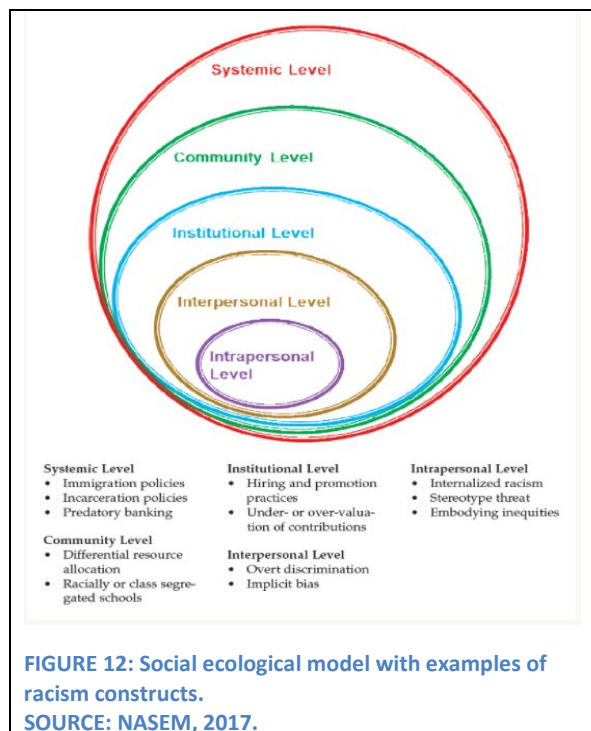 Systemic Level
Community Level
Institutional Level
Interpersonal Level
Intrapersonal
Level
Systemic Level
• Immigration policies
• Incarceration policies
• Predatory banking
Community Level
• Differential resource
allocation
• Racially or class segre-
gated schools
Institutional Level
• Hiring and promotion
practices
• Under- or over-valua-
tion of contributions
Interpersonal Level
• Overt discrimination
• Implicit bias
Intrapersonal Level
• Internalized racism
• Stereotype threat
• Embodying inequities
FIGURE 12: Social ecological model with examples of
racism constructs.
SOURCE: NASEM, 2017.